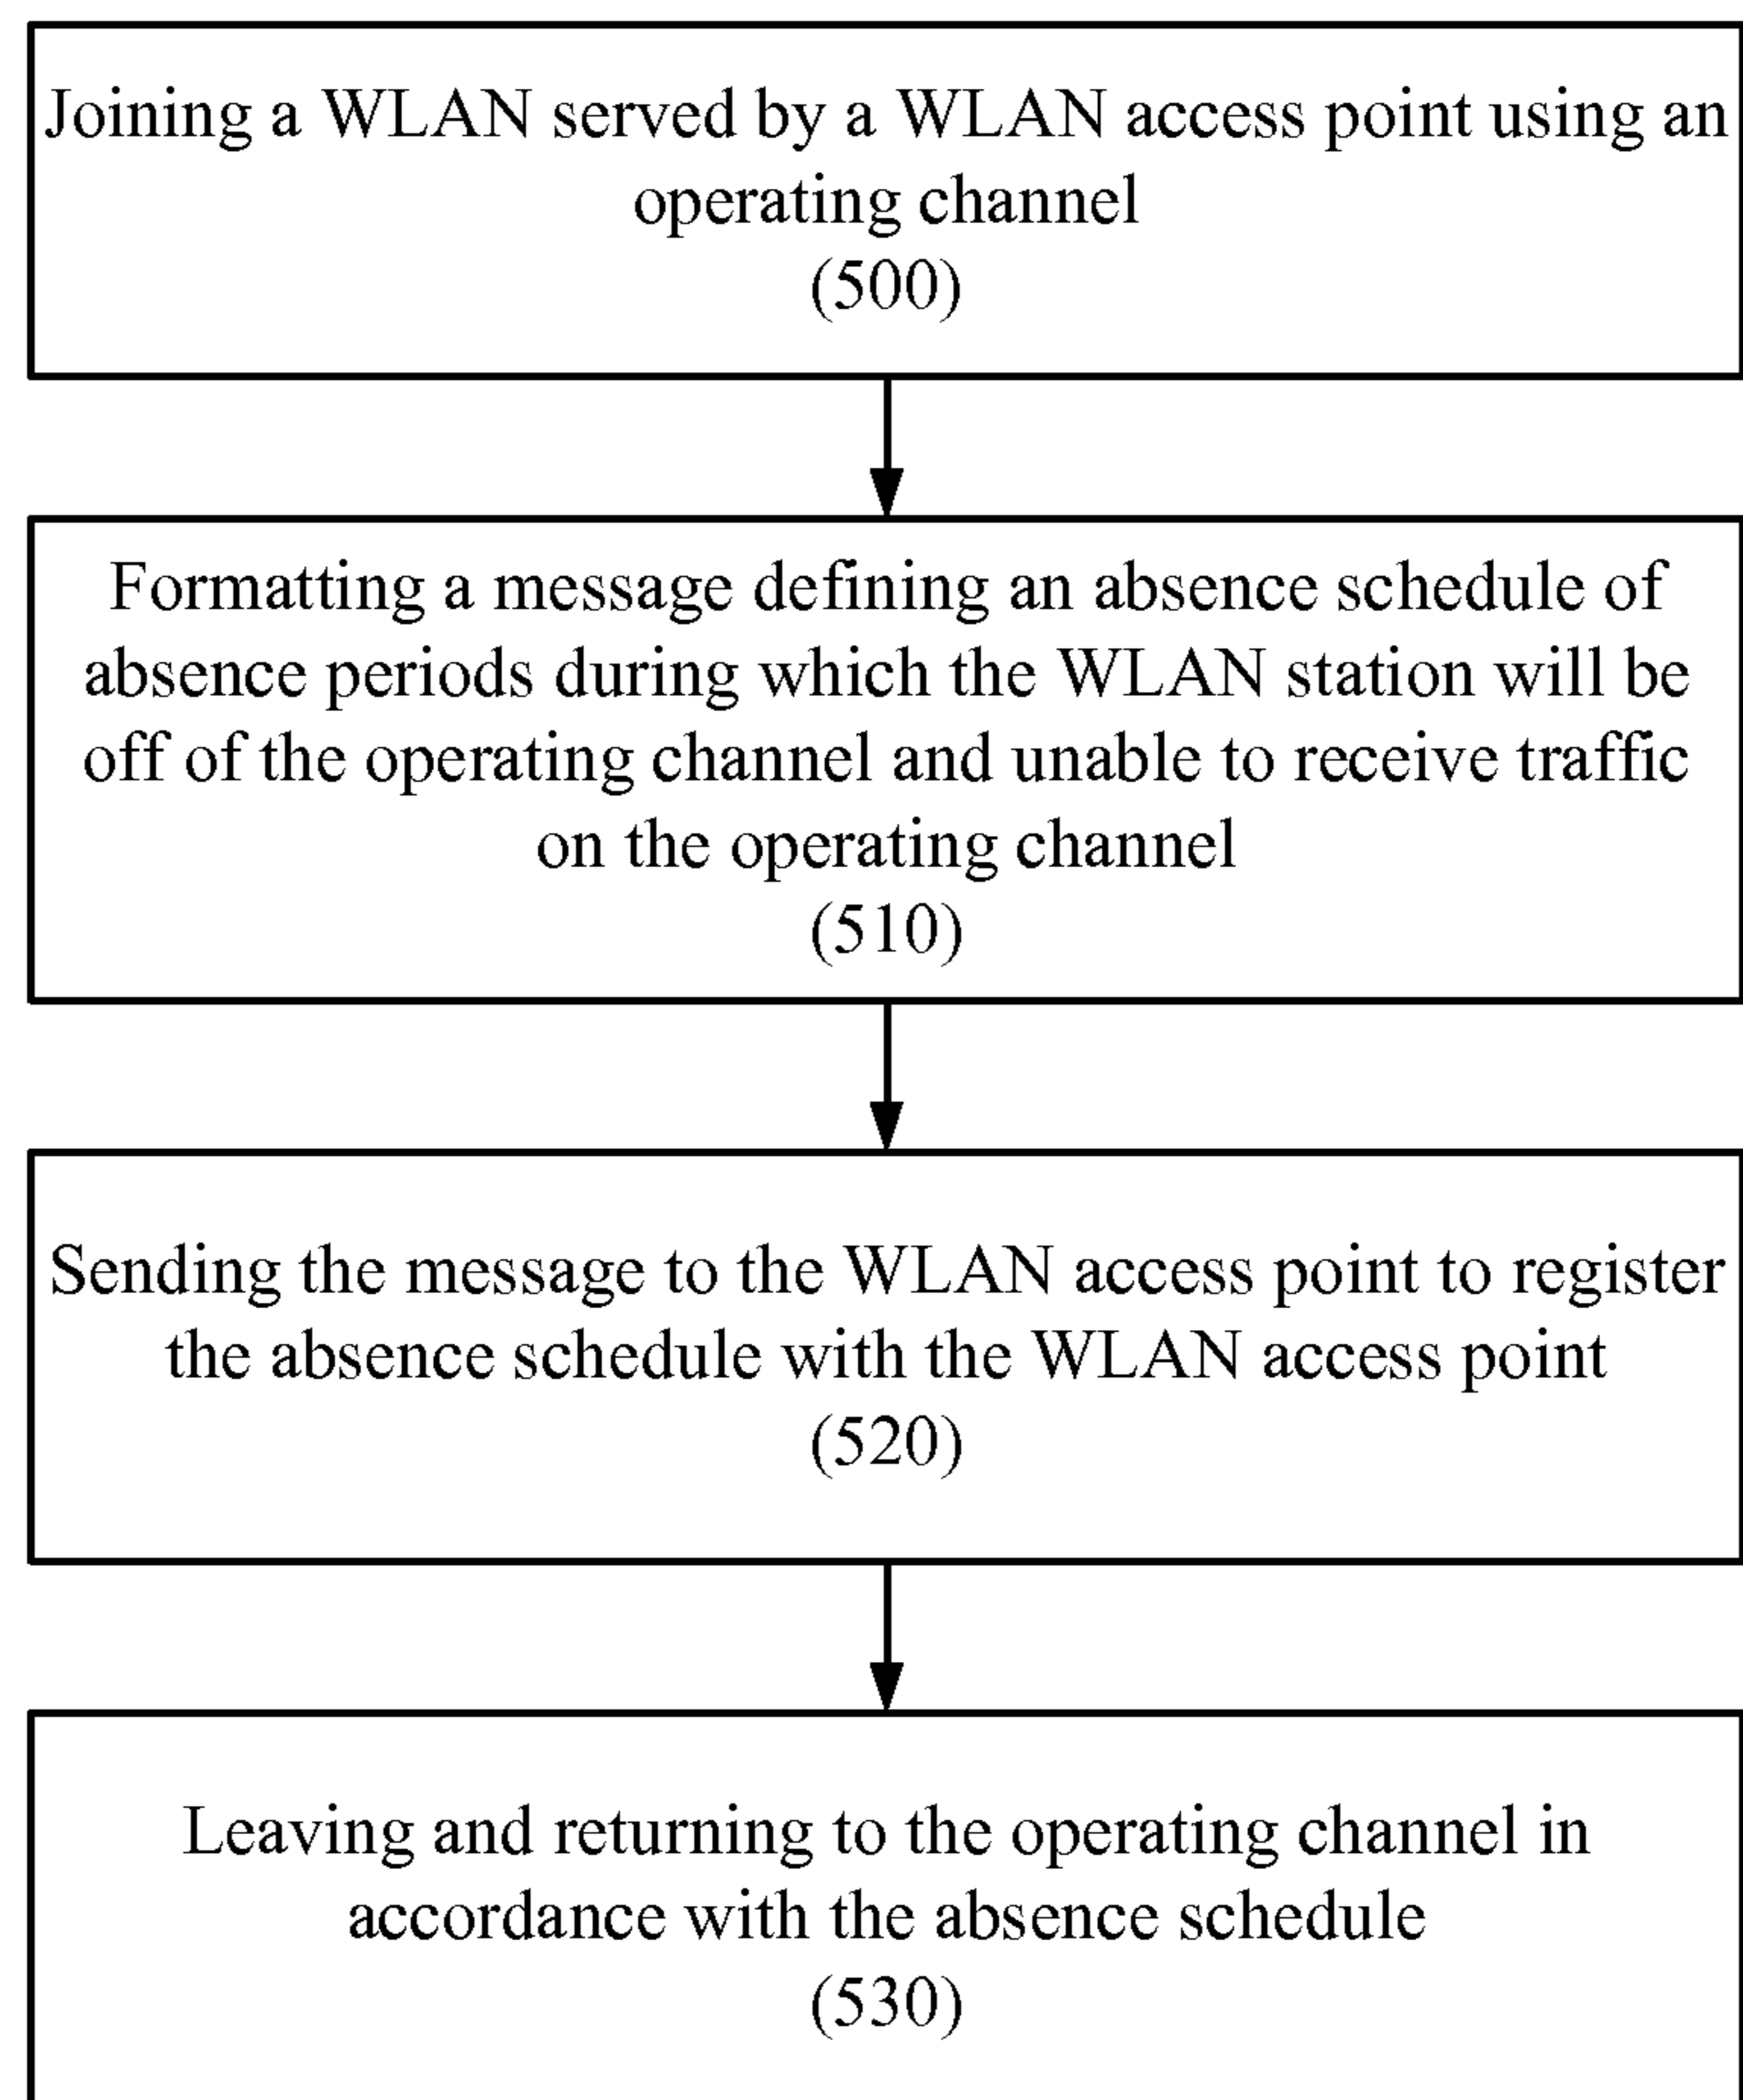 Joining a WLAN served by a WLAN access point using an
operating channel
(500)
Formatting a message defining an absence schedule of
absence periods during which the WLAN station will be
off of the operating channel and unable to receive traffic
on the operating channel
(510)
Sending the message to the WLAN access point to register
the absence schedule with the WLAN access point
(520)
Leaving and returning to the operating channel in
accordance with the absence schedule
(530)